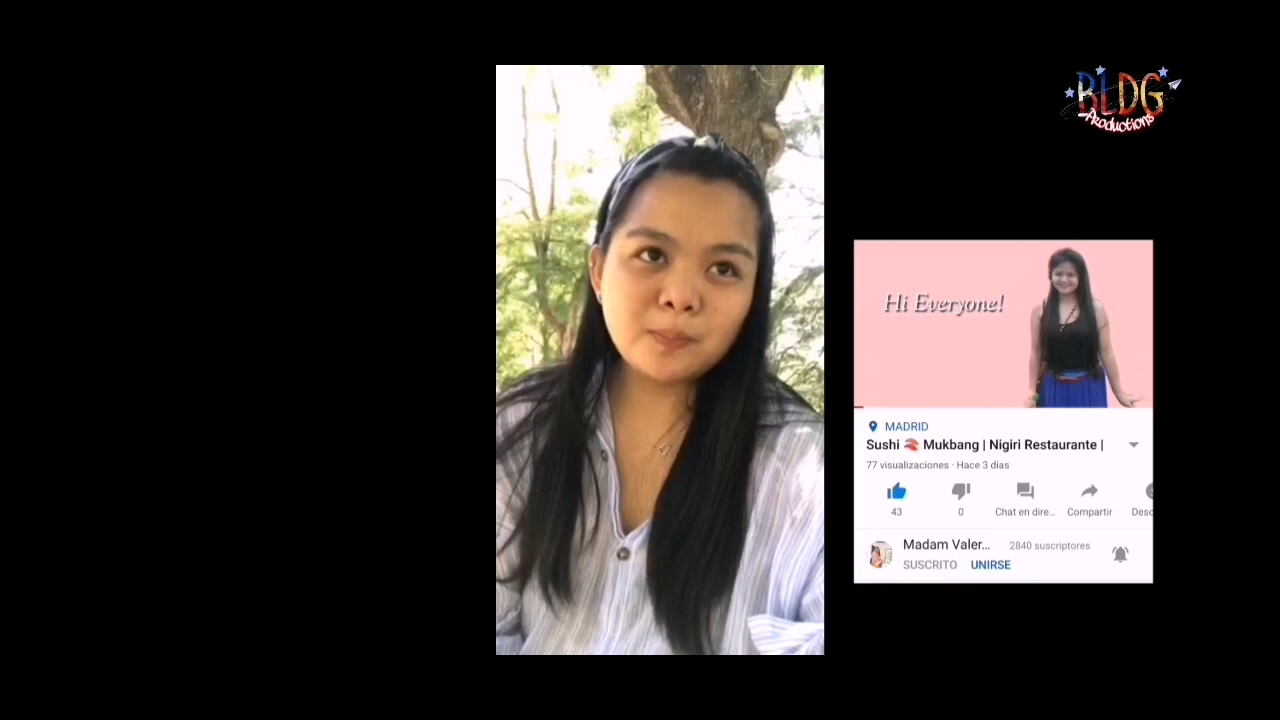 BLDG
Productions
Hi Everyone!
MADRID
Sushi 🍣 Mukbang | Nigiri Restaurante |
77 visualizaciones · Hace 3 días
43
0
Chat en dire...
Compartir
Desc
Madam Valer...
2840 suscriptores
SUSCRITO
UNIRSE